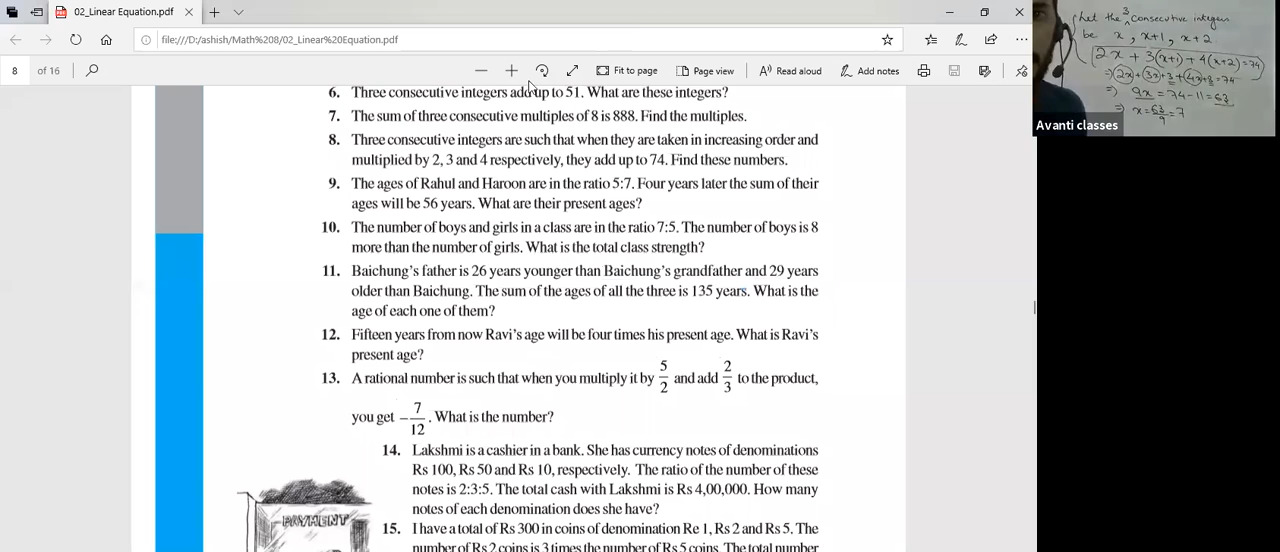 02_Linear Equation.pdf
file:///D:/ashish/Math%208/02_Linear%20Equation.pdf
8 of 16
Fit to page
Page view
Read aloud
Add notes
6. Three consecutive integers add up to 51. What are these integers?
7. The sum of three consecutive multiples of 8 is 888. Find the multiples.
8. Three consecutive integers are such that when they are taken in increasing order and
multiplied by 2, 3 and 4 respectively, they add up to 74. Find these numbers.
9. The ages of Rahul and Haroon are in the ratio 5:7. Four years later the sum of their
ages will be 56 years. What are their present ages?
10. The number of boys and girls in a class are in the ratio 7:5. The number of boys is 8
more than the number of girls. What is the total class strength?
11. Baichung's father is 26 years younger than Baichung's grandfather and 29 years
older than Baichung. The sum of the ages of all the three is 135 years. What is the
age of each one of them?
12. Fifteen years from now Ravi's age will be four times his present age. What is Ravi's
present age?
13. A rational number is such that when you multiply it by 5/2 and add 2/3 to the product,
you get -7/12. What is the number?
14. Lakshmi is a cashier in a bank. She has currency notes of denominations
Rs 100, Rs 50 and Rs 10, respectively. The ratio of the number of these
notes is 2:3:5. The total cash with Lakshmi is Rs 4,00,000. How many
notes of each denomination does she have?
PAYMENT
15. I have a total of Rs 300 in coins of denomination Re 1, Rs 2 and Rs 5. The
number of Rs 2 coins is 3 times the number of Rs 5 coins. The total number
Let the 3 consecutive integers
be x, x+1, x+2
2x + 3(x+1) + 4(x+2) = 74
⇒ 2x + 3x + 3 + 4x + 8 = 74
⇒ 9x = 74 - 11 = 63
⇒ x = 63/9 = 7
Avanti classes